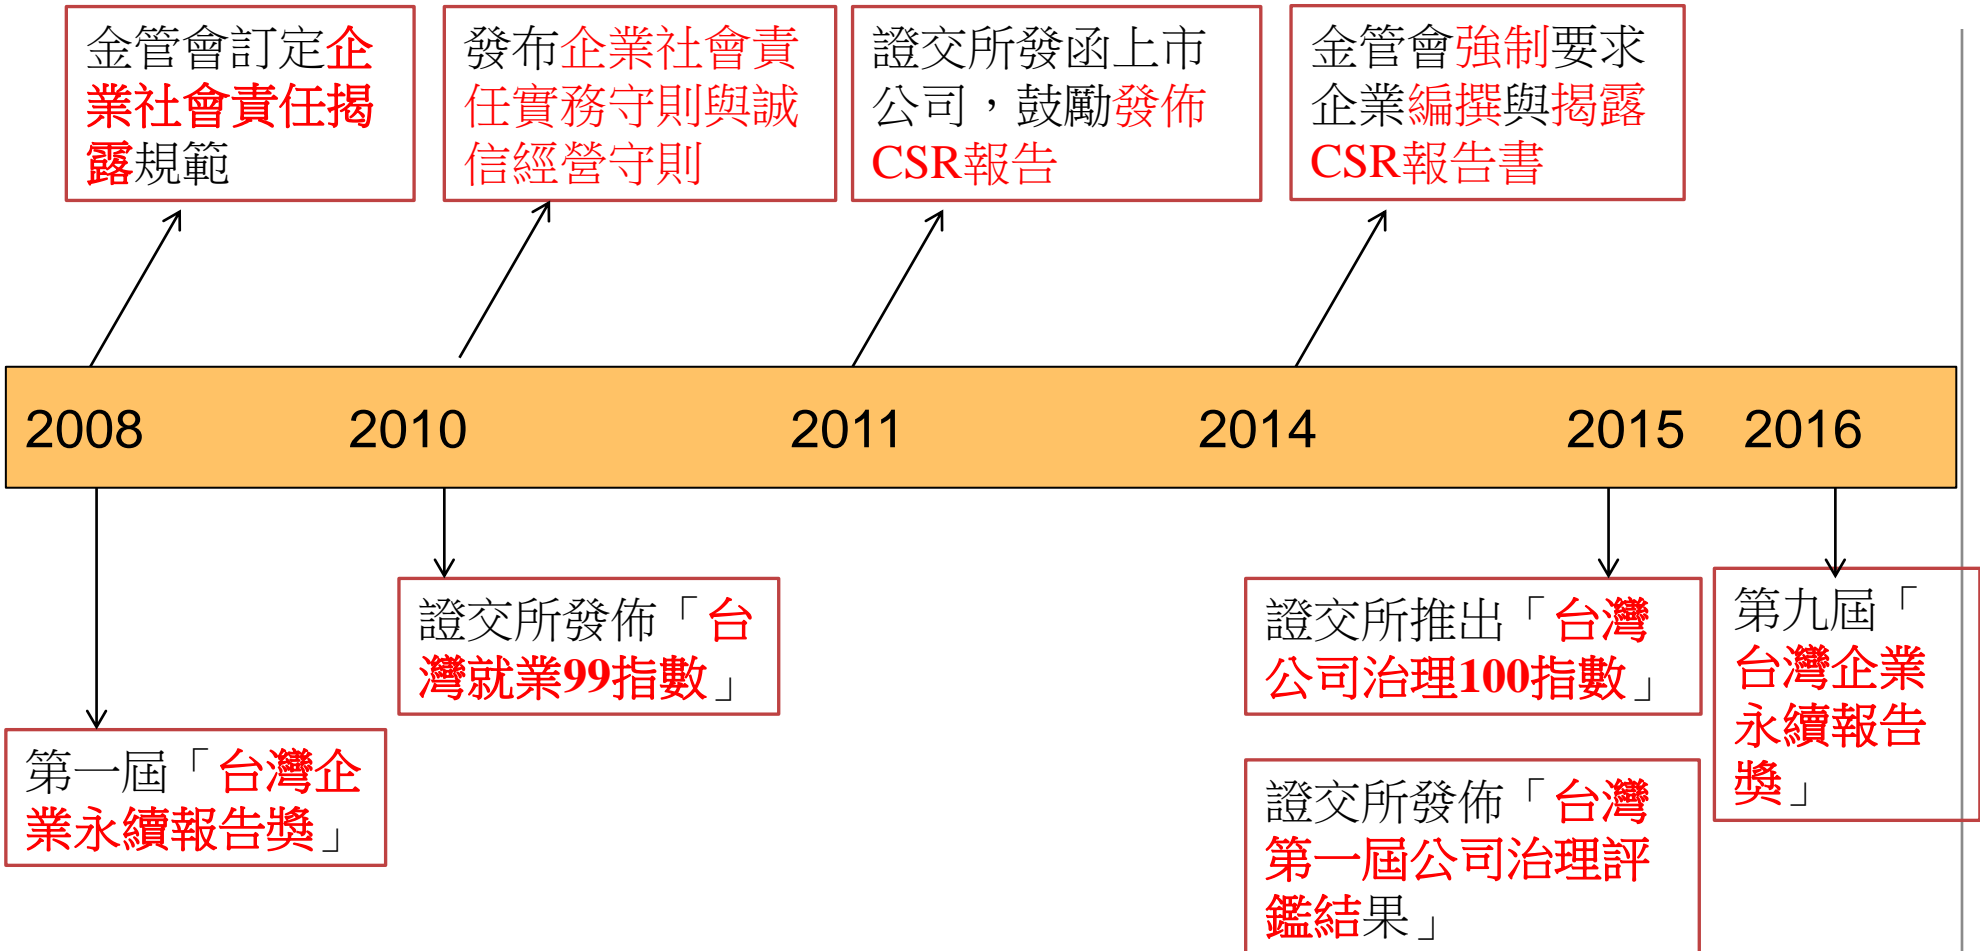 金管會訂定企
業社會責任揭
露規範
發布企業社會責
任實務守則與誠
信經營守則
證交所發函上市
公司，鼓勵發佈
CSR報告
金管會強制要求
企業編撰與揭露
CSR報告書
2008
2010
2011
2014
2015
2016
第一屆「台灣企
業永續報告獎」
證交所發佈「台
灣就業99指數」
證交所推出「台灣
公司治理100指數」
證交所發佈「台灣
第一屆公司治理評
鑑結果」
第九屆「
台灣企業
永續報告
獎」